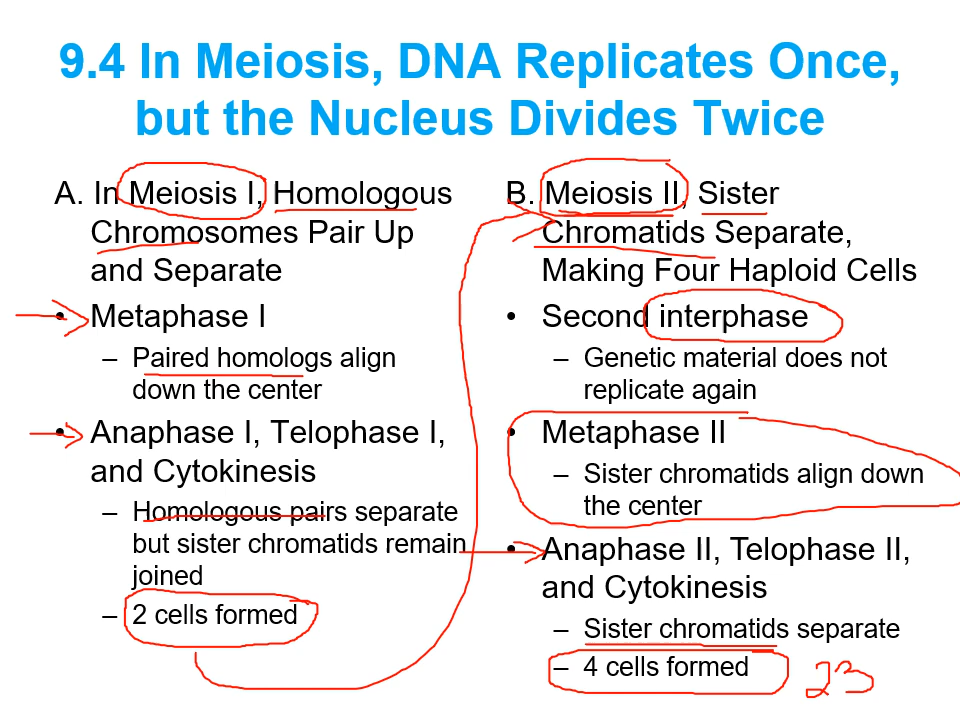 9.4 In Meiosis, DNA Replicates Once,
but the Nucleus Divides Twice
A. In Meiosis I, Homologous
Chromosomes Pair Up
and Separate
• Metaphase I
– Paired homologs align
down the center
• Anaphase I, Telophase I,
and Cytokinesis
– Homologous pairs separate
but sister chromatids remain
joined
– 2 cells formed
B. Meiosis II, Sister
Chromatids Separate,
Making Four Haploid Cells
• Second interphase
– Genetic material does not
replicate again
• Metaphase II
– Sister chromatids align down
the center
• Anaphase II, Telophase II,
and Cytokinesis
– Sister chromatids separate
– 4 cells formed
23